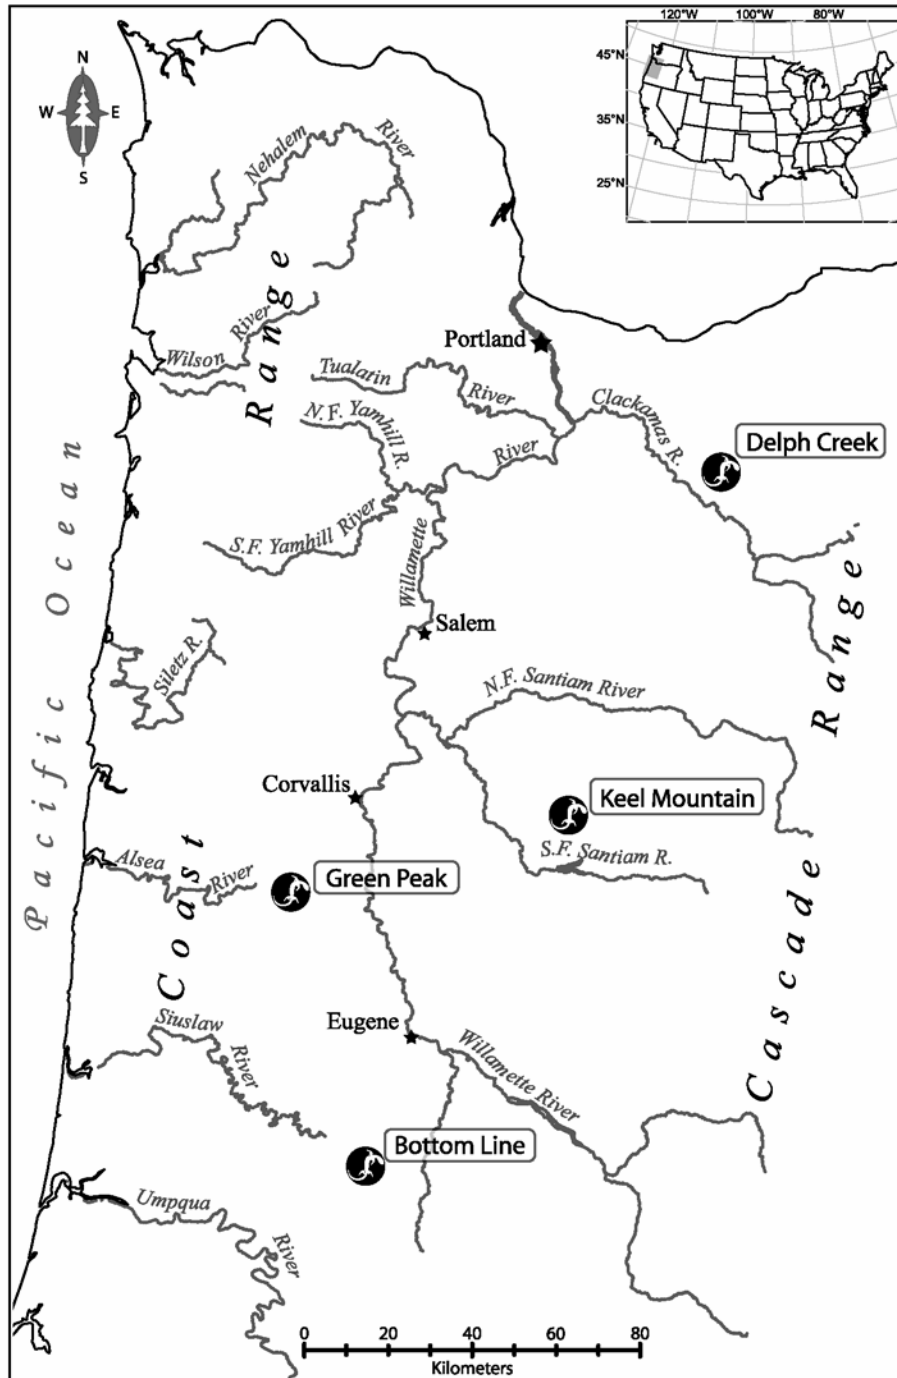 120°W 100°W 80°W
45°N
35°N
25°N
N
W E
S
Nehalem River
Wilson River
Coast Range
Portland
Tualatin River
N.F. Yamhill R.
S.F. Yamhill River
Willamette River
Clackamas R.
Delph Creek
Pacific Ocean
Salem
Siletz R.
N.F. Santiam River
Cascade Range
Corvallis
Keel Mountain
S.F. Santiam R.
Alsea River
Green Peak
Siuslaw River
Eugene
Willamette River
Bottom Line
Umpqua River
0 20 40 60 80
Kilometers